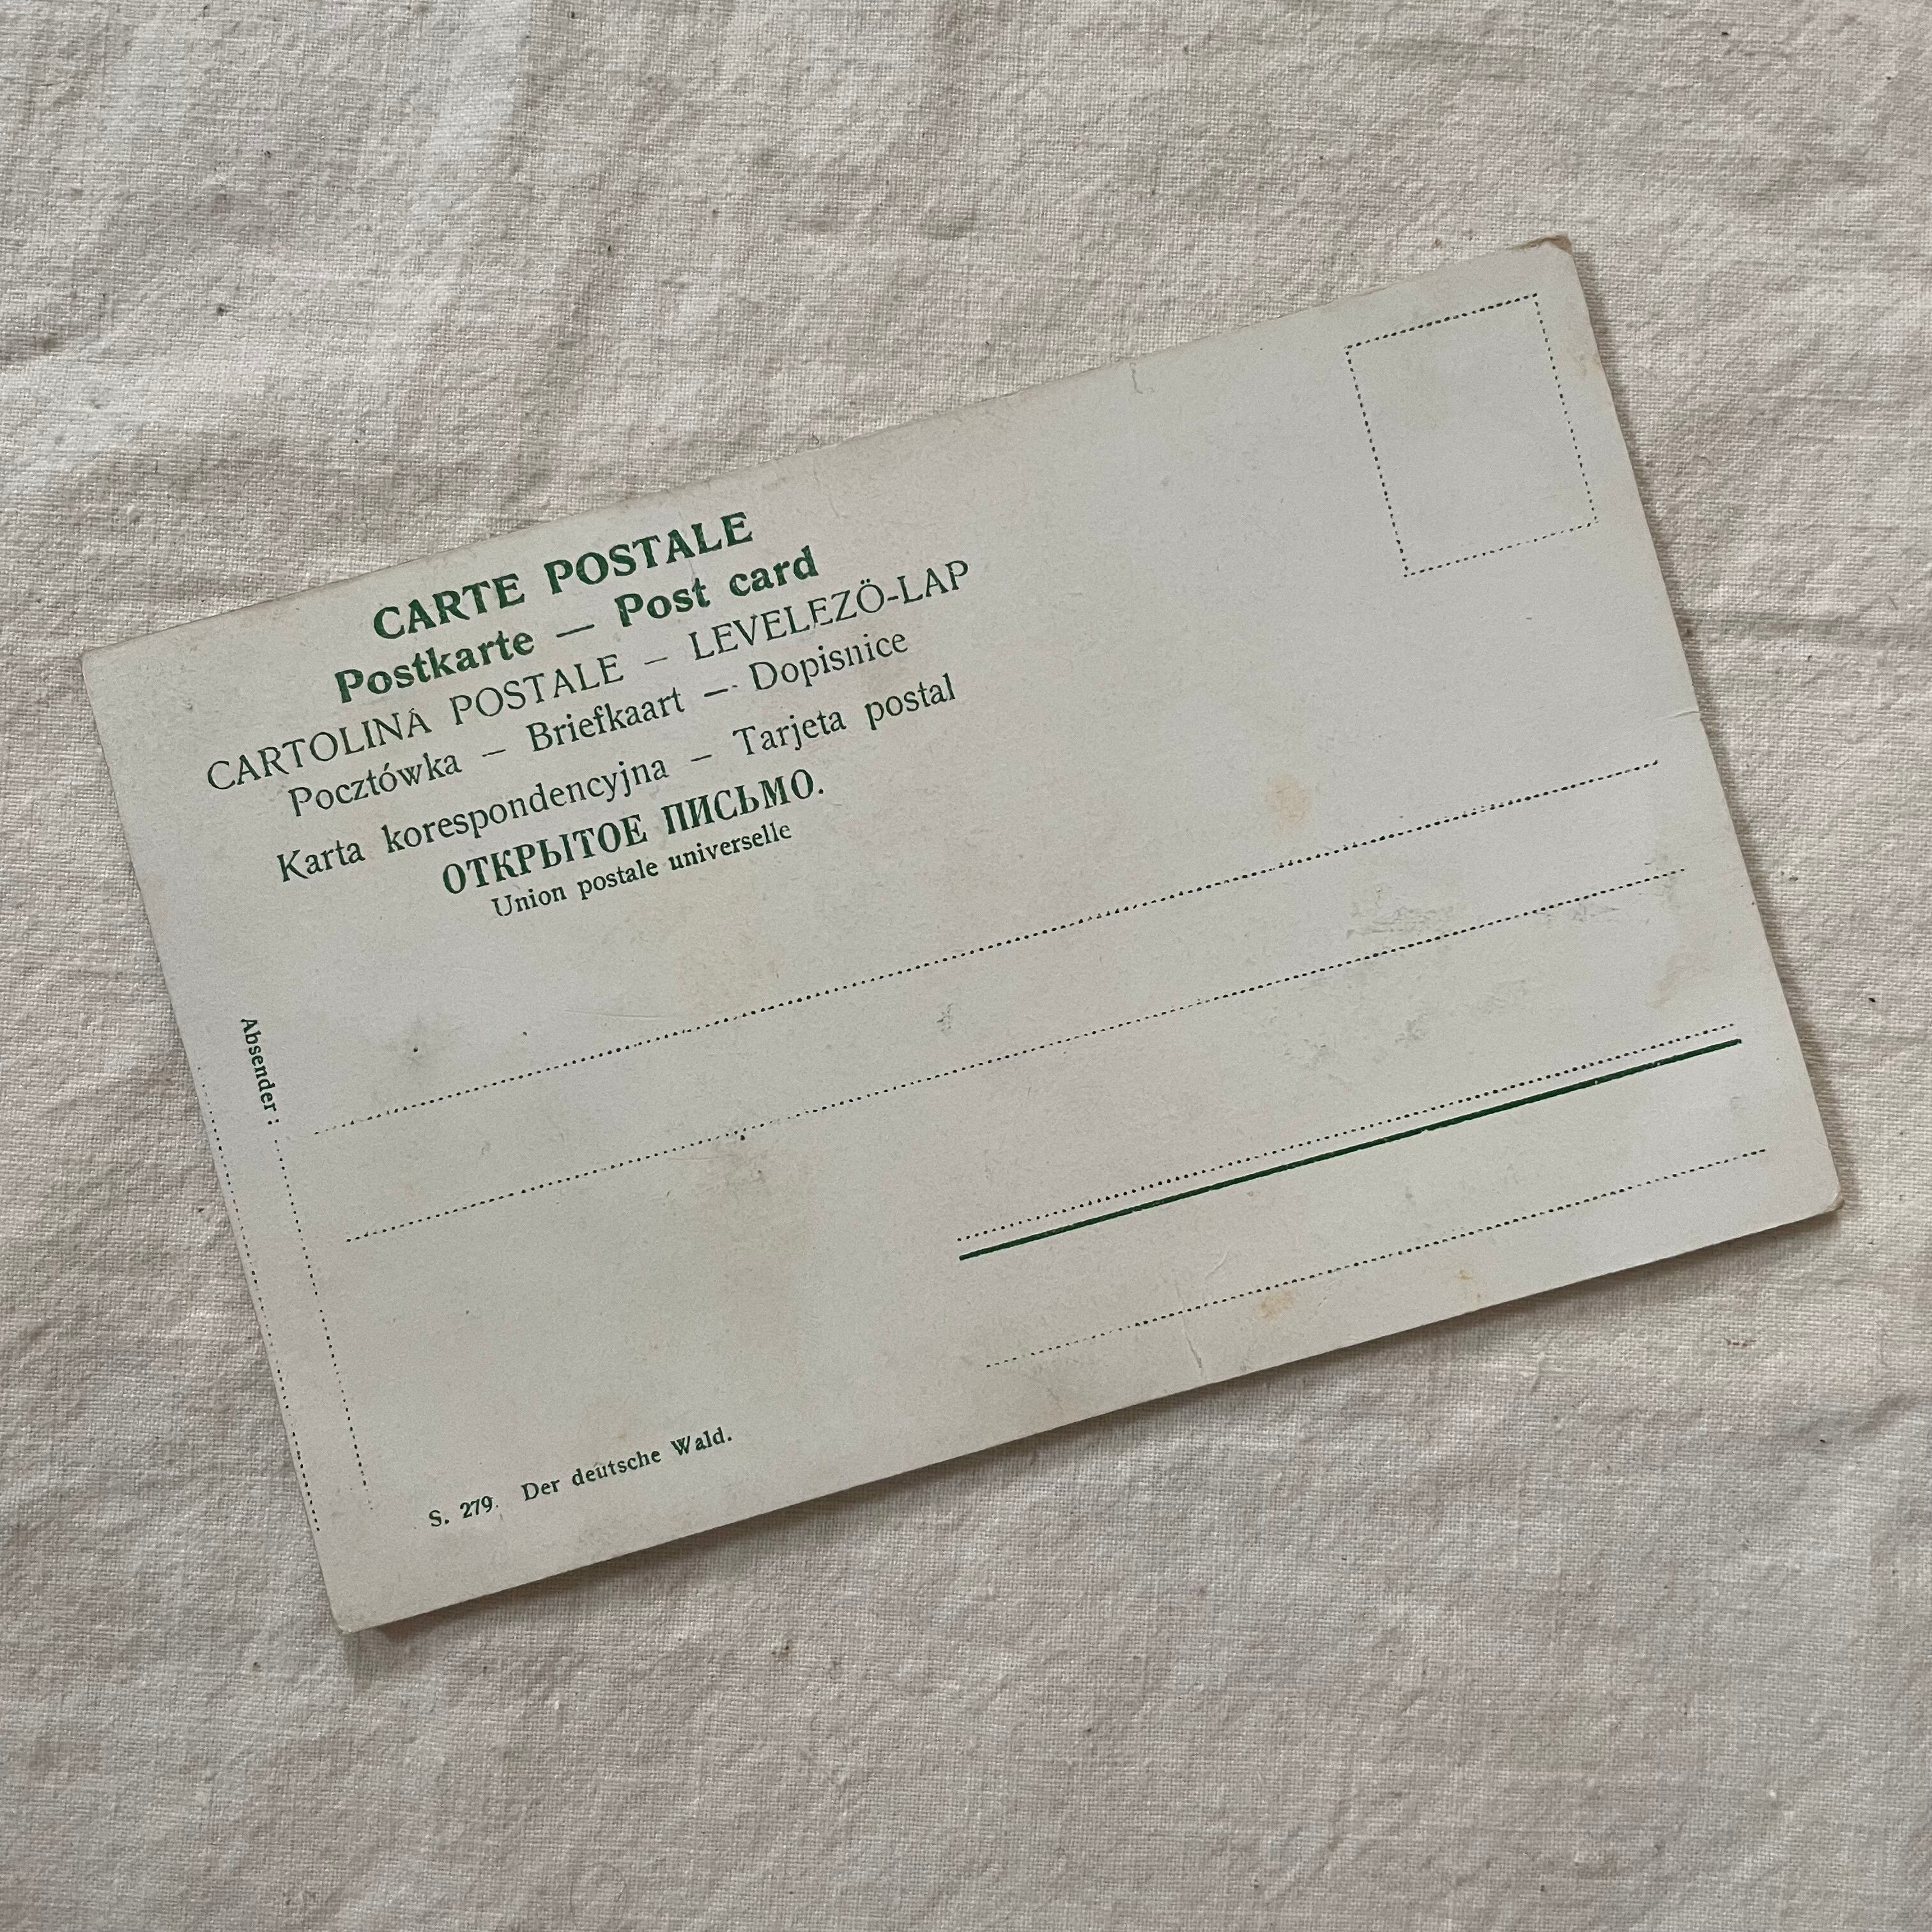 CARTE POSTALE
Postkarte — Post card
CARTOLINA POSTALE – LEVELEZÖ-LAP
Pocztówka – Briefkaart — Dopisnice
Karta korespondencyjna – Tarjeta postal
ОТКРЫТОЕ ПИСЬМО.
Union postale universelle
Absender:
S. 279. Der deutsche Wald.